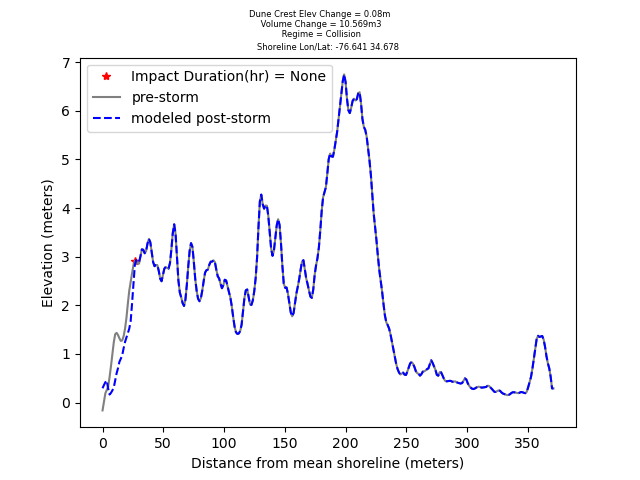 Dune Crest Elev Change = 0.08m
Volume Change = 10.569m3
Regime = Collision
Shoreline Lon/Lat: -76.641 34.678
Impact Duration(hr) = None
pre-storm
modeled post-storm
Elevation (meters)
7
6
5
4
3
2
1
0
0 50 100 150 200 250 300 350
Distance from mean shoreline (meters)